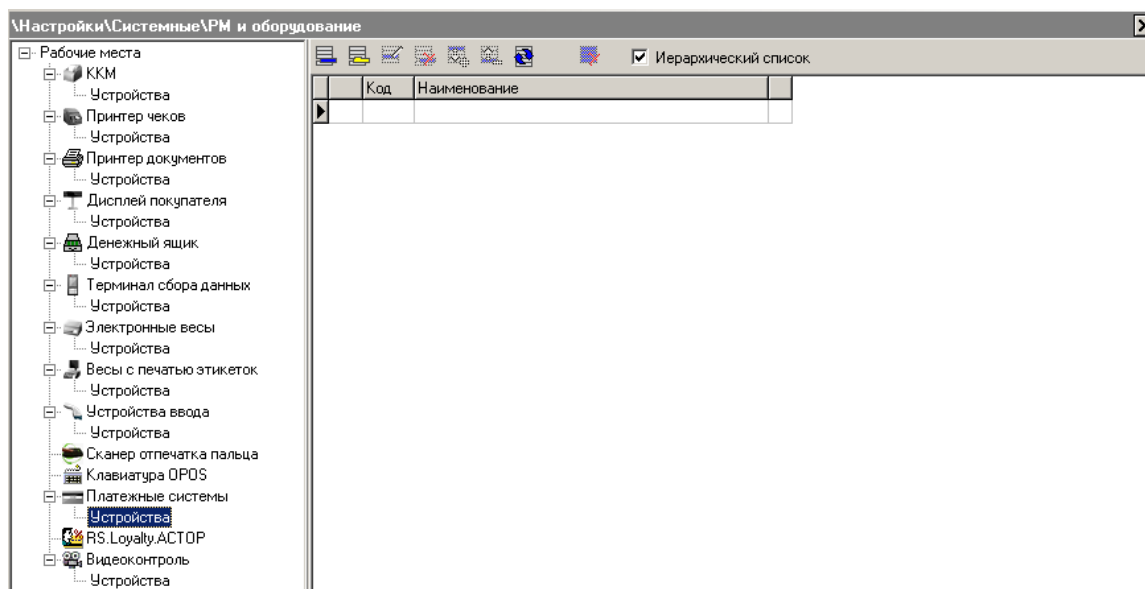 \Настройки\Системные\РМ и оборудование
Рабочие места
ККМ
Устройства
Принтер чеков
Устройства
Принтер документов
Устройства
Дисплей покупателя
Устройства
Денежный ящик
Устройства
Терминал сбора данных
Устройства
Электронные весы
Устройства
Весы с печатью этикеток
Устройства
Устройства ввода
Устройства
Сканер отпечатка пальца
Клавиатура OPOS
Платежные системы
Устройства
RS.Loyalty.ACTOP
Видеоконтроль
Устройства
Иерархический список
Код Наименование